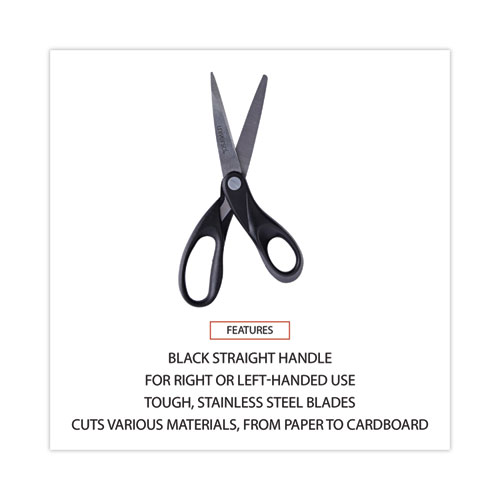 FEATURES
BLACK STRAIGHT HANDLE
FOR RIGHT OR LEFT-HANDED USE
TOUGH, STAINLESS STEEL BLADES
CUTS VARIOUS MATERIALS, FROM PAPER TO CARDBOARD